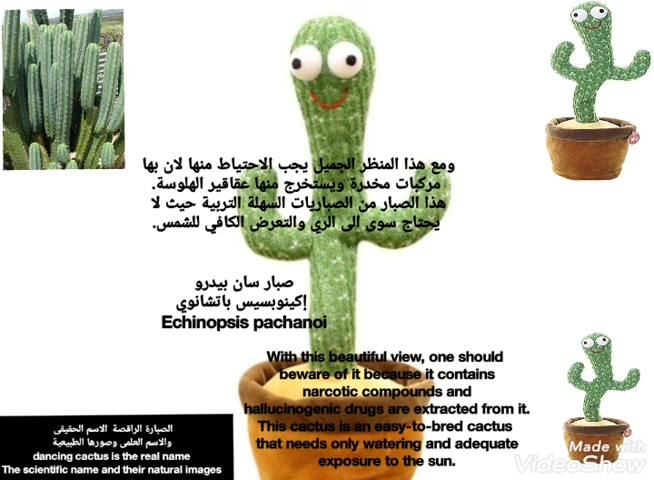 ومع هذا المنظر الجميل يجب الاحتياط منها لان بها
مركبات مخدرة ويستخرج منها عقاقير الهلوسة.
هذا الصبار من الصباريات السهلة التربية حيث لا
يحتاج سوى الى الري والتعرض الكافي للشمس.
صبار سان بيدرو
إكينوبسيس باتشانوي
Echinopsis pachanoi
With this beautiful view, one should
beware of it because it contains
narcotic compounds and
hallucinogenic drugs are extracted from it.
This cactus is an easy-to-bred cactus
that needs only watering and adequate
exposure to the sun.
الصبارة الراقصة الاسم الحقيقى
والاسم العلمى وصورها الطبيعية
dancing cactus is the real name
The scientific name and their natural images
Made with
VideoShow